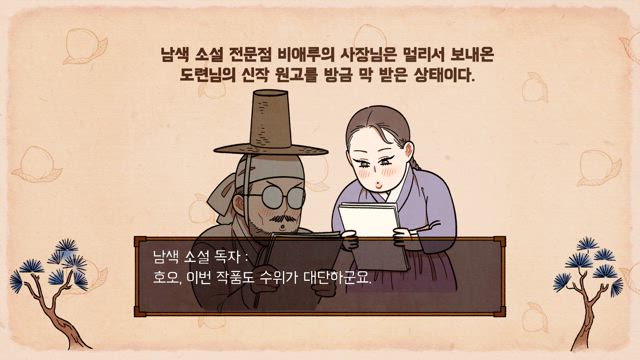 남색 소설 전문점 비애루의 사장님은 멀리서 보내온
도련님의 신작 원고를 방금 막 받은 상태이다.
남색 소설 독자 :
호오, 이번 작품도 수위가 대단하군요.